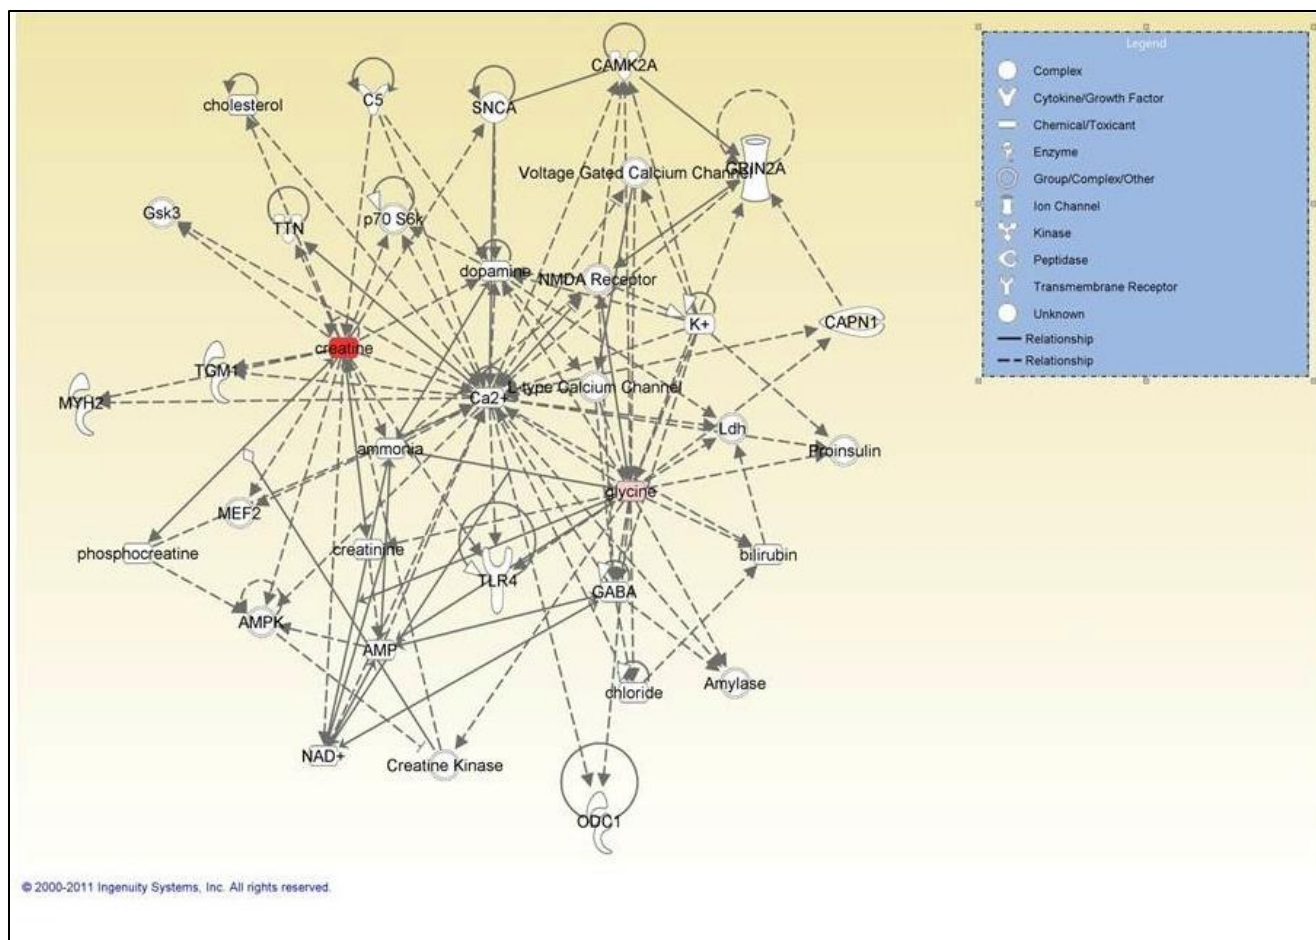 Legend
Complex
Cytokine/Growth Factor
Chemical/Toxicant
Enzyme
Group/Complex/Other
Ion Channel
Kinase
Peptidase
Transmembrane Receptor
Unknown
Relationship
Relationship
CAMK2A
cholesterol
C5
SNCA
Voltage Gated Calcium Channel
GRIN2A
Gsk3
TTN
p70 S6k
dopamine
NMDA Receptor
K+
CAPN1
creatine
TGM1
MYH2
L-type Calcium Channel
Ca2+
Ldh
ammonia
Proinsulin
glycine
MEF2
phosphocreatine
creatinine
bilirubin
TLR4
GABA
AMPK
AMP
chloride
Amylase
NAD+
Creatine Kinase
ODC1
© 2000-2011 Ingenuity Systems, Inc. All rights reserved.